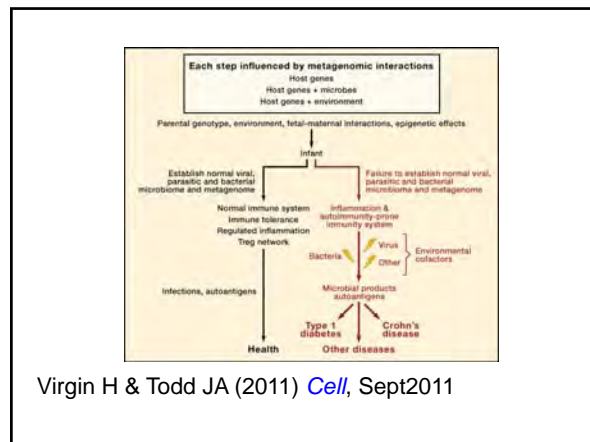 Each step influenced by metagenomic interactions
Host genes
Host genes + microbes
Host genes + environment
Parental genotype, environment, fetal-maternal interactions, epigenetic effects
Infant
Establish normal viral,
parasitic and bacterial
microbiome and metagenome
Failure to establish normal viral,
parasitic and bacterial
microbiome and metagenome
Normal immune system
Immune tolerance
Regulated inflammation
Treg network
Inflammation &
autoimmunity-prone
immunity system
Bacteria
Virus
Other
Environmental
cofactors
Infections, autoantigens
Microbial products
autoantigens
Type 1
diabetes
Crohn's
disease
Health
Other diseases
Virgin H & Todd JA (2011) Cell, Sept2011